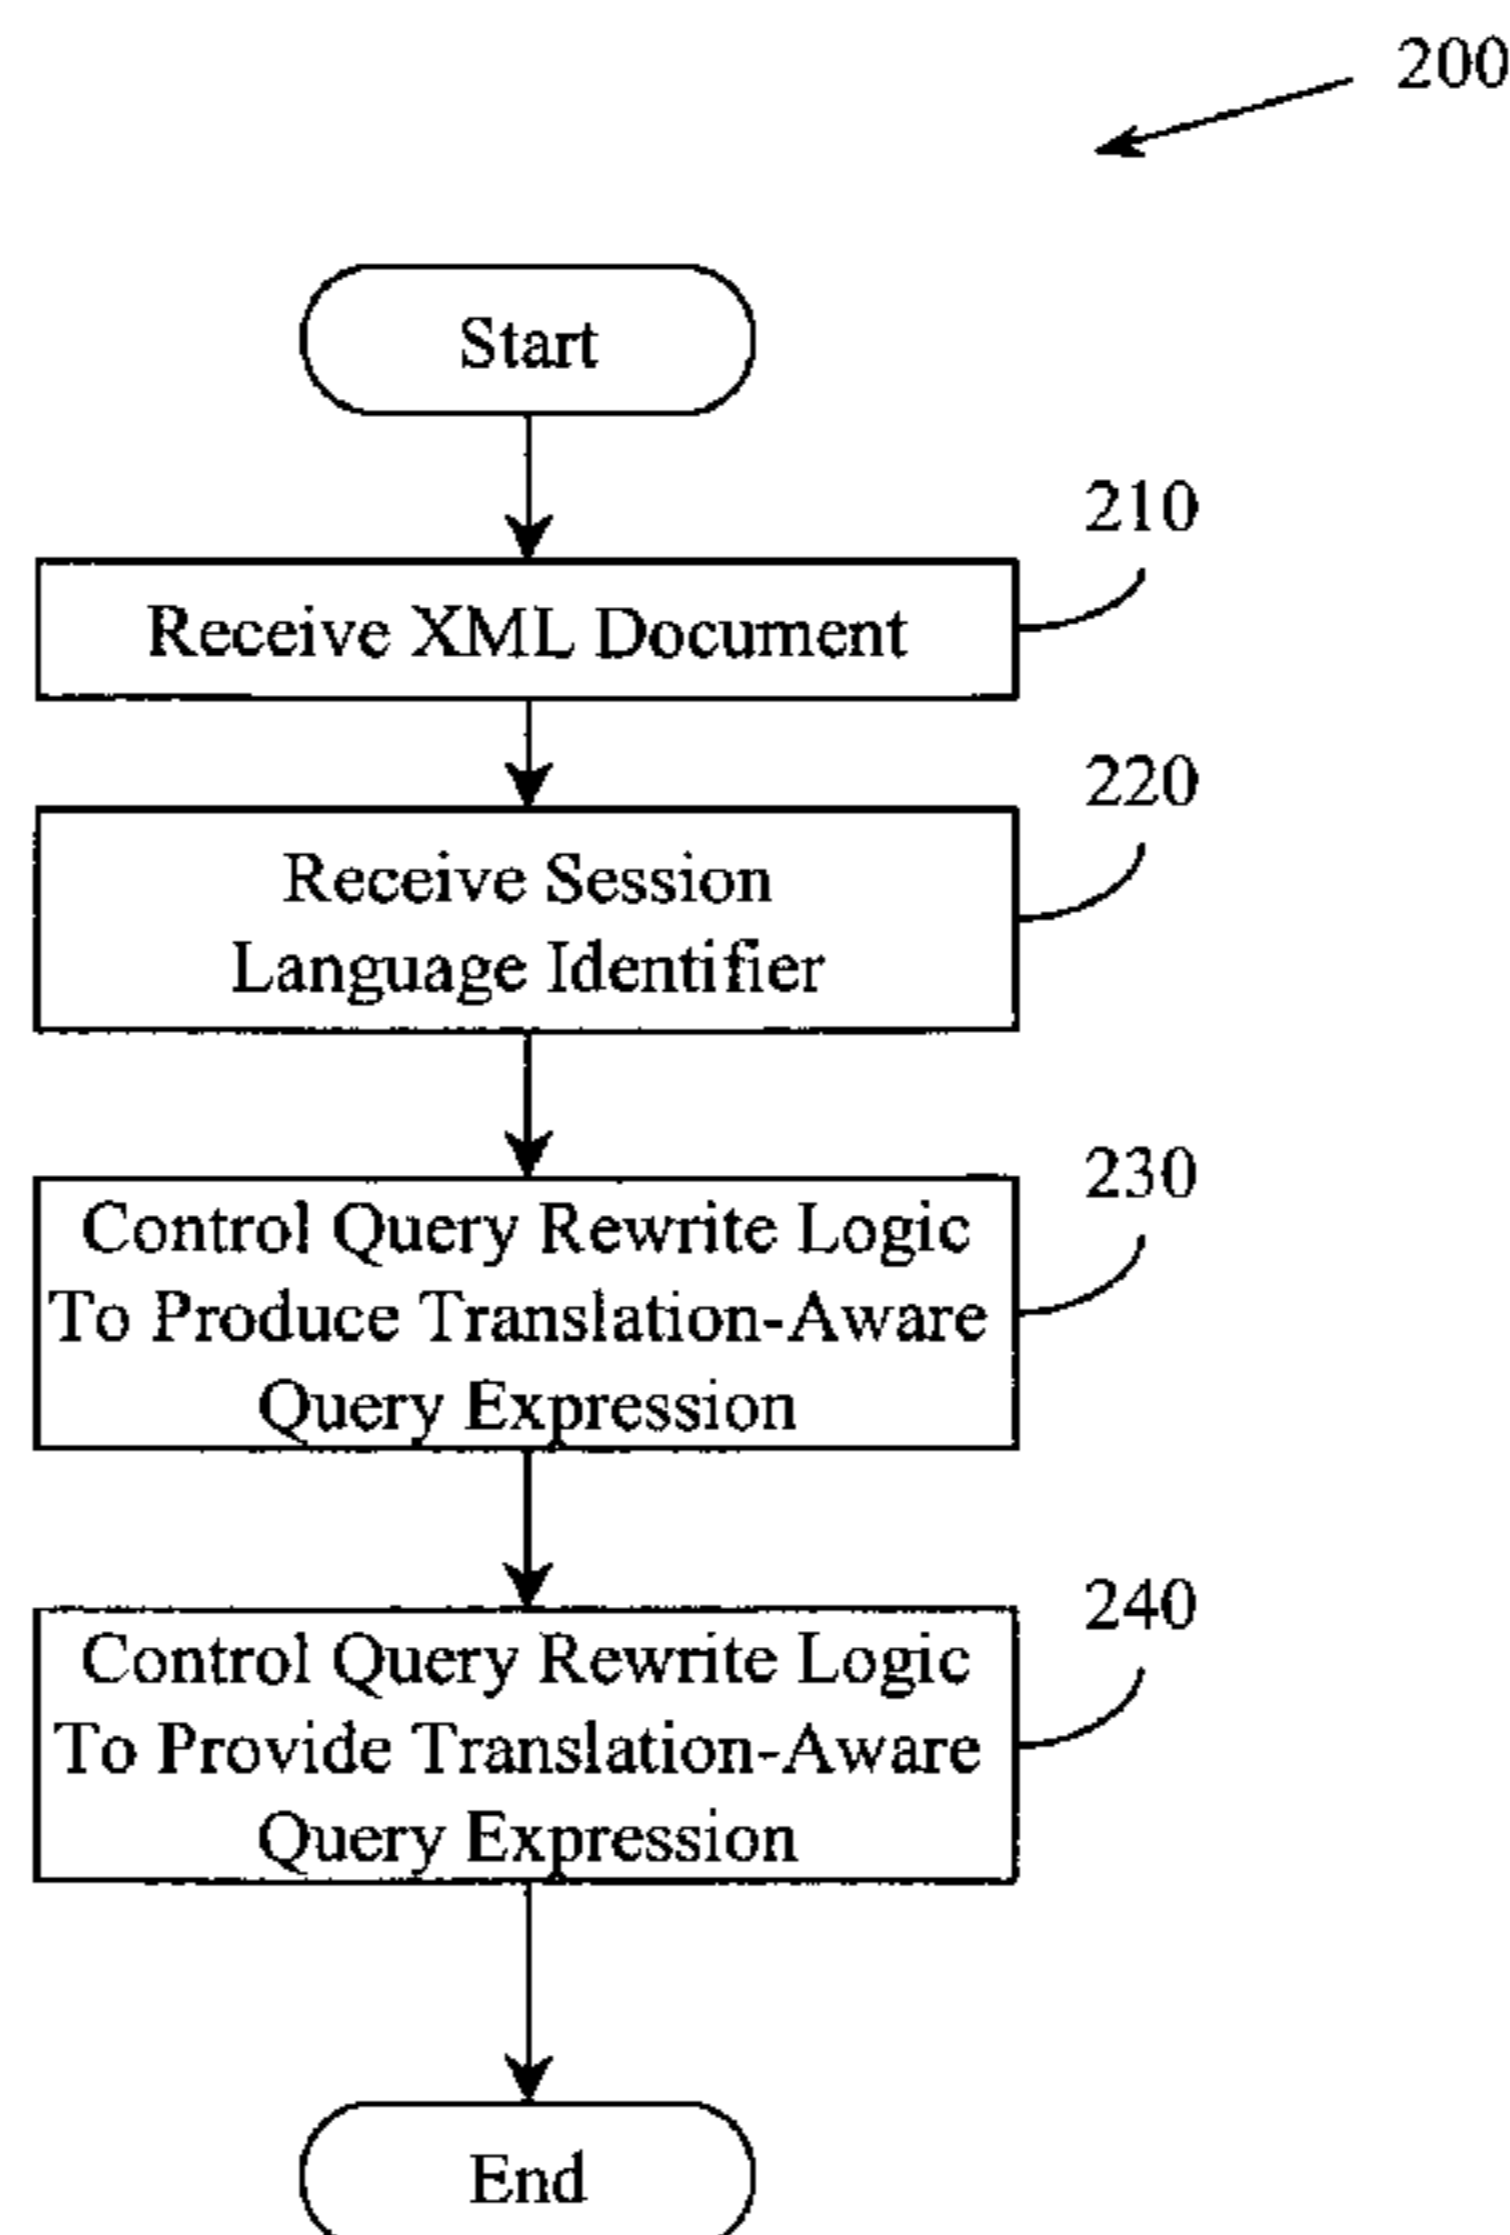 200
Start
210
Receive XML Document
220
Receive Session
Language Identifier
230
Control Query Rewrite Logic
To Produce Translation-Aware
Query Expression
240
Control Query Rewrite Logic
To Provide Translation-Aware
Query Expression
End